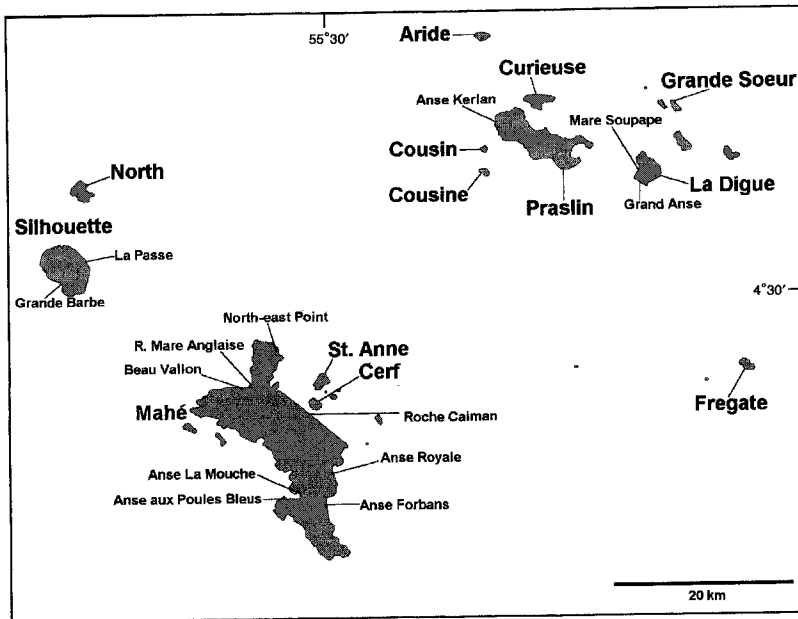 55°30'
Aride
Curieuse
Grande Soeur
Anse Kerlan
Mare Soupape
Cousin
North
La Digue
Cousine
Praslin
Grand Anse
Silhouette
La Passe
4°30'
Grande Barbe
North-east Point
R. Mare Anglaise
St. Anne
Beau Vallon
Cerf
Fregate
Mahé
Roche Caiman
Anse Royale
Anse La Mouche
Anse aux Poules Bleus
Anse Forbans
20 km